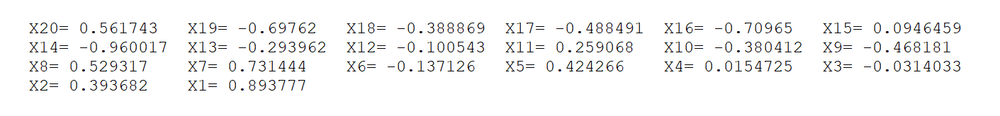 X20= 0.561743 X19= -0.69762 X18= -0.388869 X17= -0.488491 X16= -0.70965 X15= 0.0946459
X14= -0.960017 X13= -0.293962 X12= -0.100543 X11= 0.259068 X10= -0.380412 X9= -0.468181
X8= 0.529317 X7= 0.731444 X6= -0.137126 X5= 0.424266 X4= 0.0154725 X3= -0.0314033
X2= 0.393682 X1= 0.893777